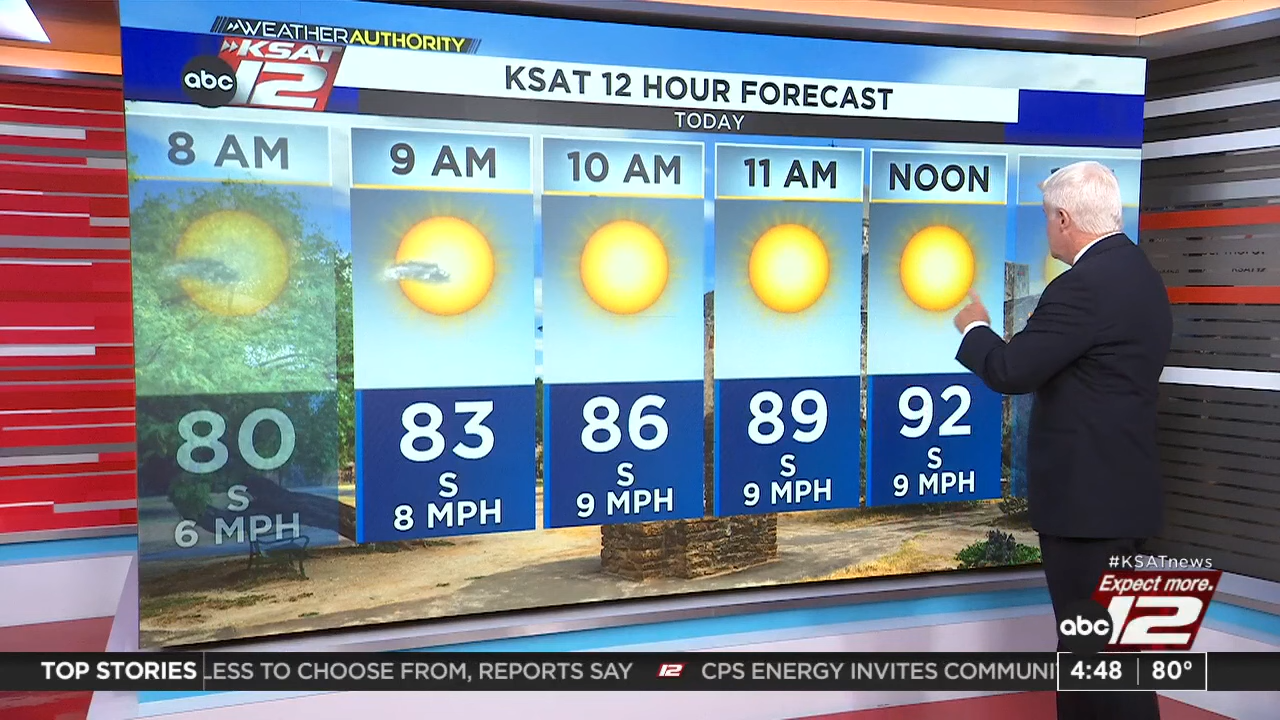 WEATHER AUTHORITY
KSAT
abc 12
KSAT 12 HOUR FORECAST
TODAY
8 AM
80
S
6 MPH
9 AM
83
S
8 MPH
10 AM
86
S
9 MPH
11 AM
89
S
9 MPH
NOON
92
S
9 MPH
#KSATnews
Expect more.
abc 12
TOP STORIES LESS TO CHOOSE FROM, REPORTS SAY 12 CPS ENERGY INVITES COMMUNI 4:48 80°